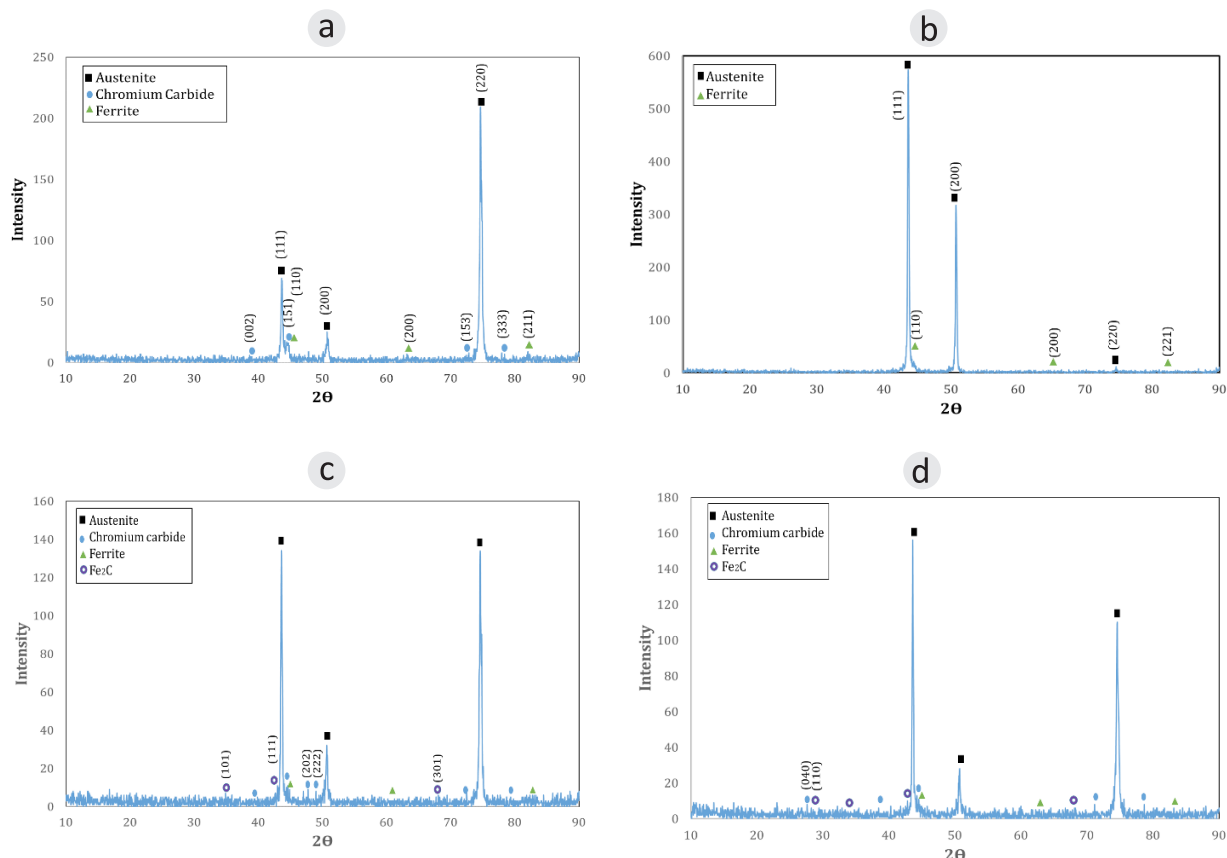 a
250
200
150
100
50
0
Intensity
Austenite
Chromium Carbide
Ferrite
(002)
(111)
(151)
(110)
(200)
(200)
(153)
(220)
(333)
(211)
10 20 30 40 50 60 70 80 90
2Θ
b
600
500
400
300
200
100
0
Intensity
Austenite
Ferrite
(111)
(110)
(200)
(200)
(220)
(221)
10 20 30 40 50 60 70 80 90
2Θ
c
160
140
120
100
80
60
40
20
0
Intensity
Austenite
Chromium carbide
Ferrite
Fe2C
(101)
(111)
(202)
(222)
(301)
10 20 30 40 50 60 70 80 90
2Θ
d
180
160
140
120
100
80
60
40
20
0
Intensity
Austenite
Chromium carbide
Ferrite
Fe2C
(040)
(110)
10 20 30 40 50 60 70 80 90
2Θ